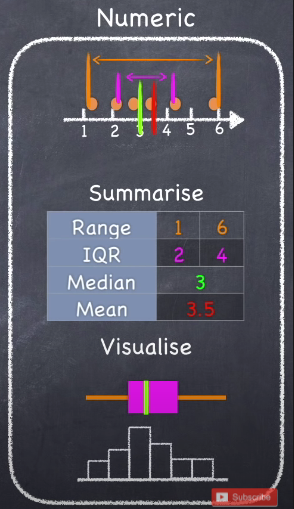 Numeric
1 2 3 4 5 6
Summarise
Range 1 6
IQR 2 4
Median 3
Mean 3.5
Visualise
Subscribe